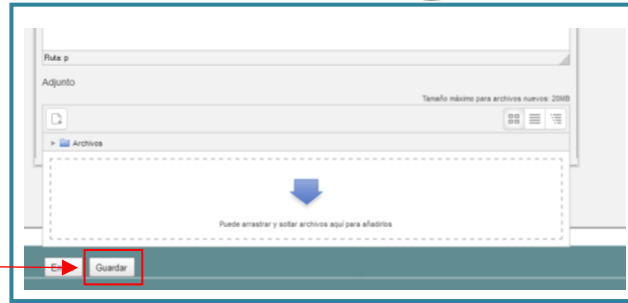 Ruta: p
Adjunto
Tamaño máximo para archivos nuevos: 20MB
Archivos
Puede arrastrar y soltar archivos aquí para añadirlos
Guardar